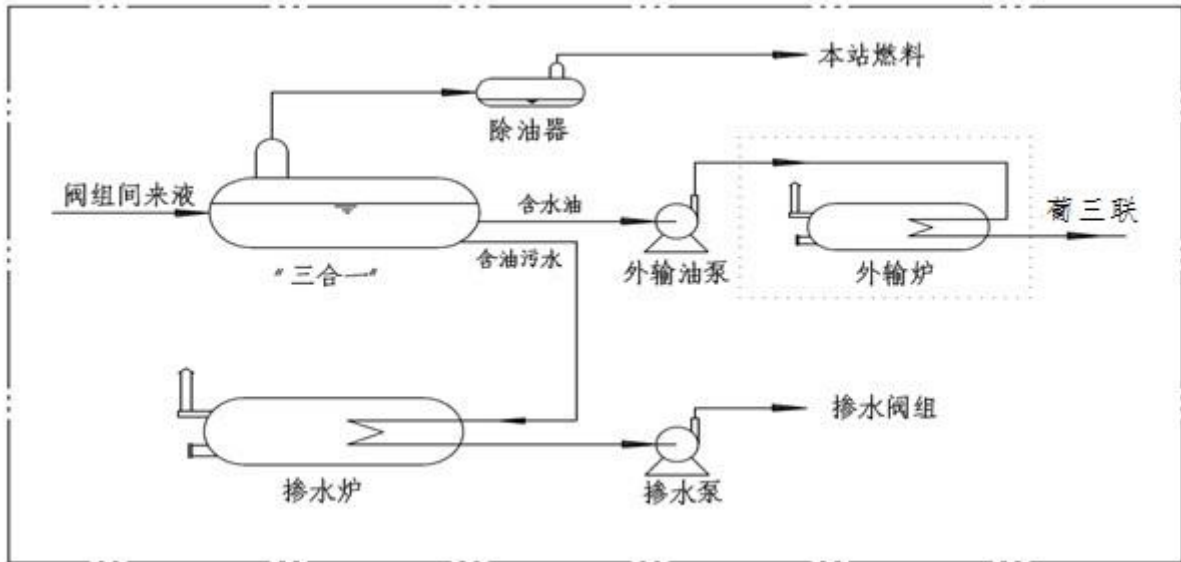 本站燃料
除油器
阀组间来液
含水油
葡三联
含油污水
"三合一"
外输油泵
外输炉
掺水阀组
掺水炉
掺水泵